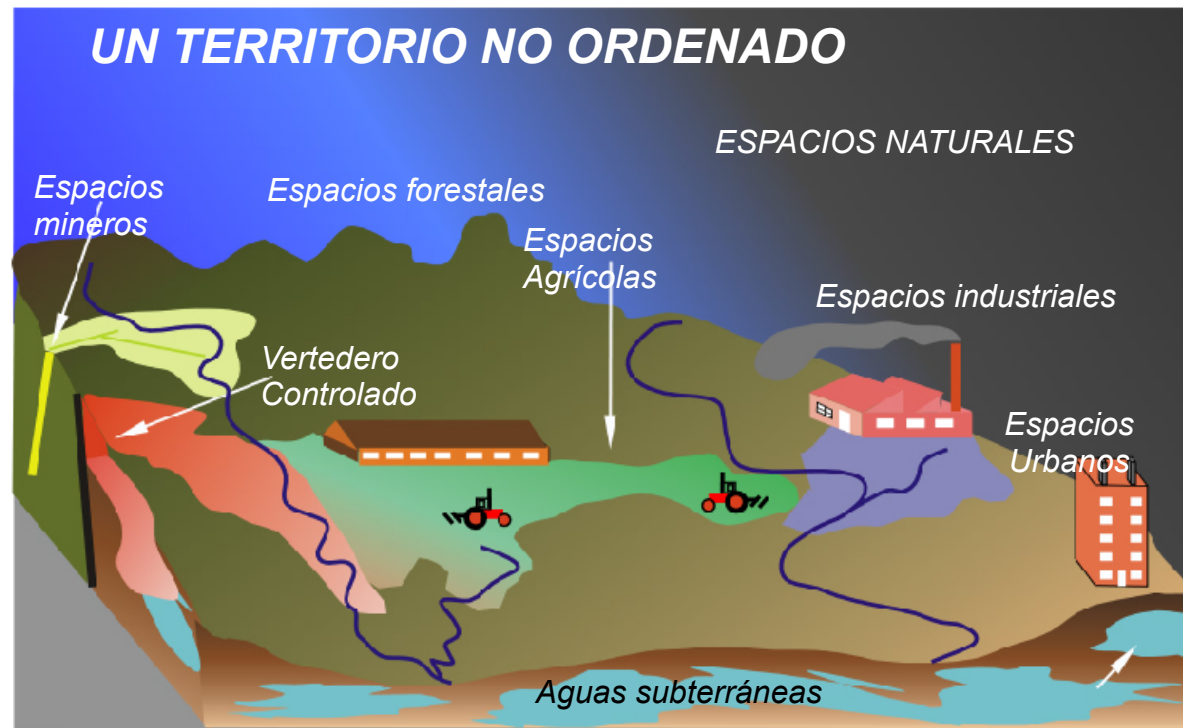 UN TERRITORIO NO ORDENADO
ESPACIOS NATURALES
Espacios
mineros
Espacios forestales
Espacios
Agrícolas
Espacios industriales
Vertedero
Controlado
Espacios
Urbanos
Aguas subterráneas